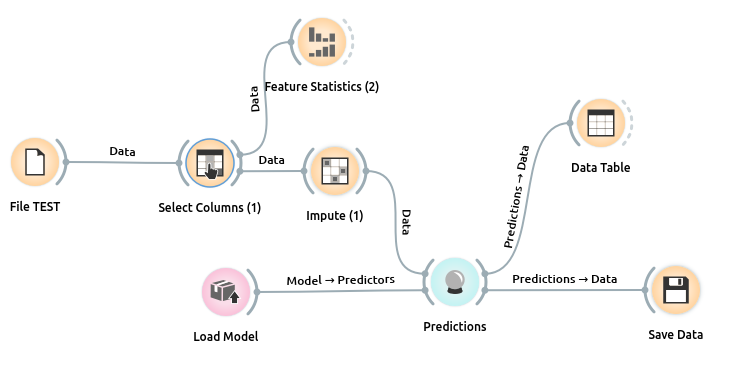 Feature Statistics (2)
Data
Data
File TEST
Data
Select Columns (1)
Impute (1)
Data
Predictions → Data
Data Table
Model → Predictors
Load Model
Predictions
Predictions → Data
Save Data